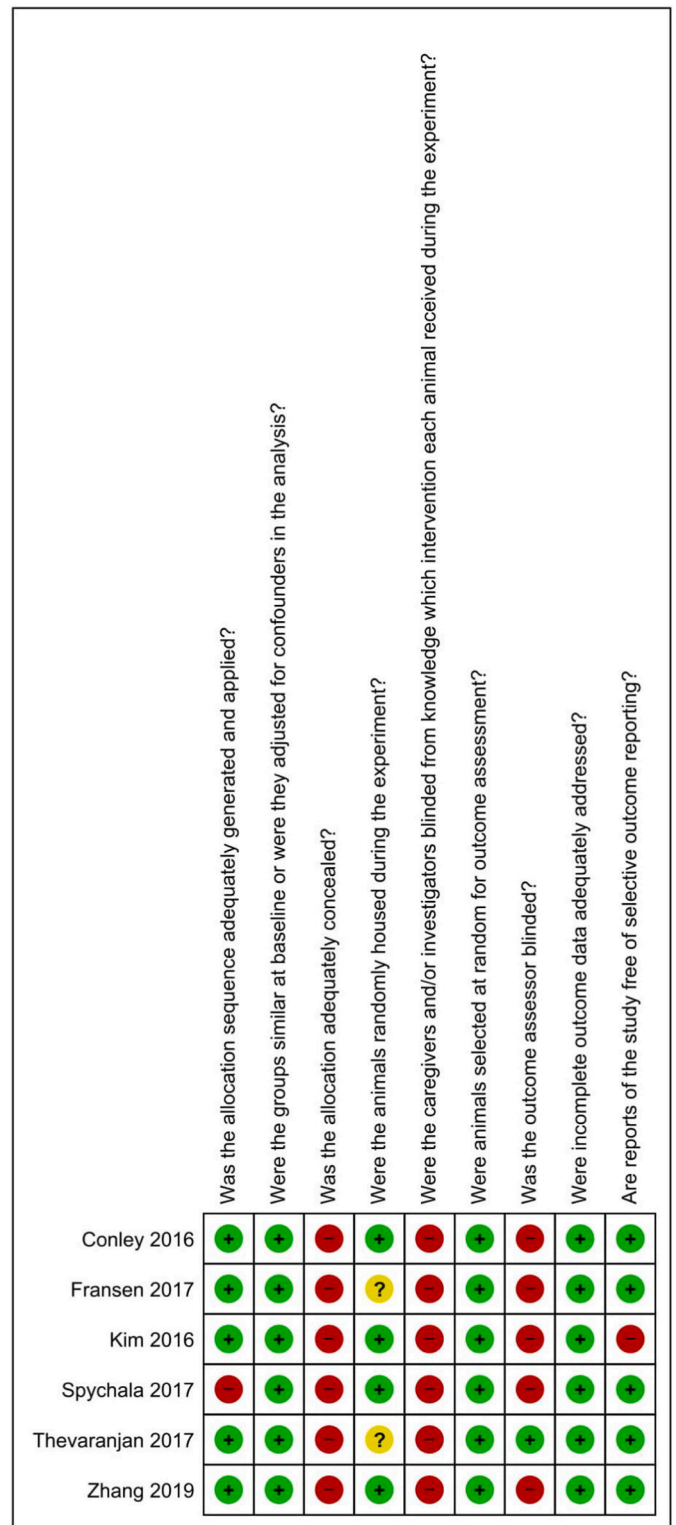 Was the allocation sequence adequately generated and applied?
Were the groups similar at baseline or were they adjusted for confounders in the analysis?
Was the allocation adequately concealed?
Were the animals randomly housed during the experiment?
Were the caregivers and/or investigators blinded from knowledge which intervention each animal received during the experiment?
Were animals selected at random for outcome assessment?
Was the outcome assessor blinded?
Were incomplete outcome data adequately addressed?
Are reports of the study free of selective outcome reporting?
Conley 2016 + + - + - + - + +
Fransen 2017 + + - ? - + - + +
Kim 2016 + + - + - + - + -
Spychala 2017 - + - + - + - + +
Thevaranjan 2017 + + - ? - + + + +
Zhang 2019 + + - + - + - + +